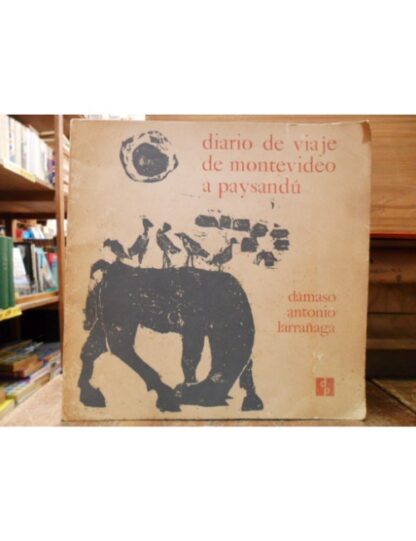 diario de viaje
de montevideo
a paysandú
dámaso
antonio
larrañaga
d
p